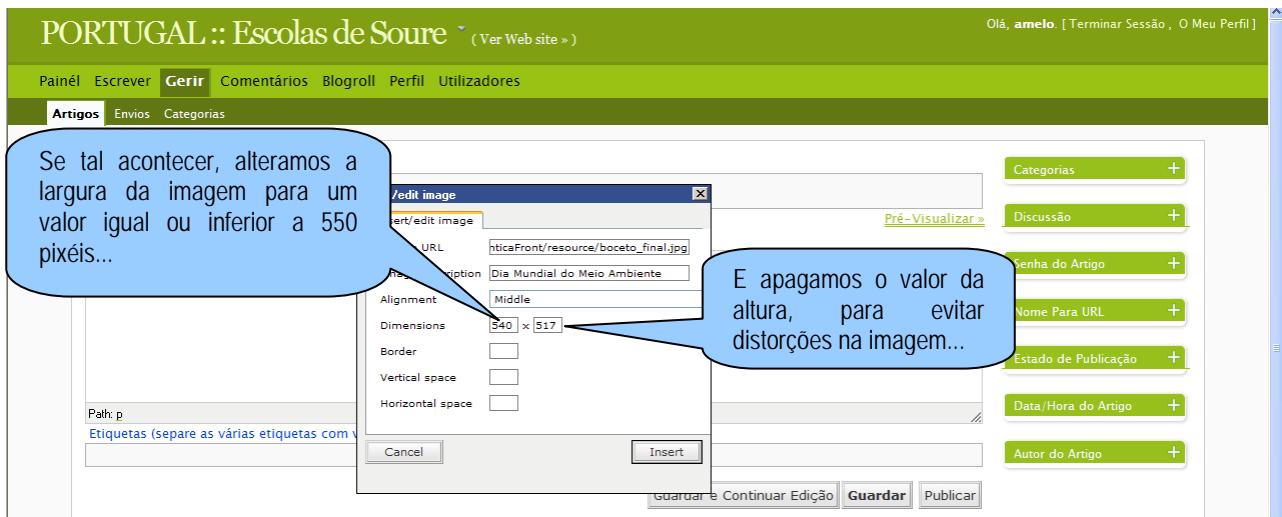 PORTUGAL :: Escolas de Soure ( Ver Web site » )
Olá, amelo. [ Terminar Sessão , O Meu Perfil ]
Painél Escrever Gerir Comentários Blogroll Perfil Utilizadores
Artigos Envios Categorias
Se tal acontecer, alteramos a
largura da imagem para um
valor igual ou inferior a 550
pixéis...
/edit image
sert/edit image
URL
nticaFront/resource/boceto_final.jpg
Dia Mundial do Meio Ambiente
Alignment Middle
Dimensions 540 x 517
Border
Vertical space
Horizontal space
Cancel Insert
E apagamos o valor da
altura, para evitar
distorções na imagem...
Pré-Visualizar »
Categorias +
Discussão +
Senha do Artigo +
Nome Para URL +
Estado de Publicação +
Data/Hora do Artigo +
Autor do Artigo +
Path: p
Etiquetas (separe as várias etiquetas com v
Guardar e Continuar Edição Guardar Publicar